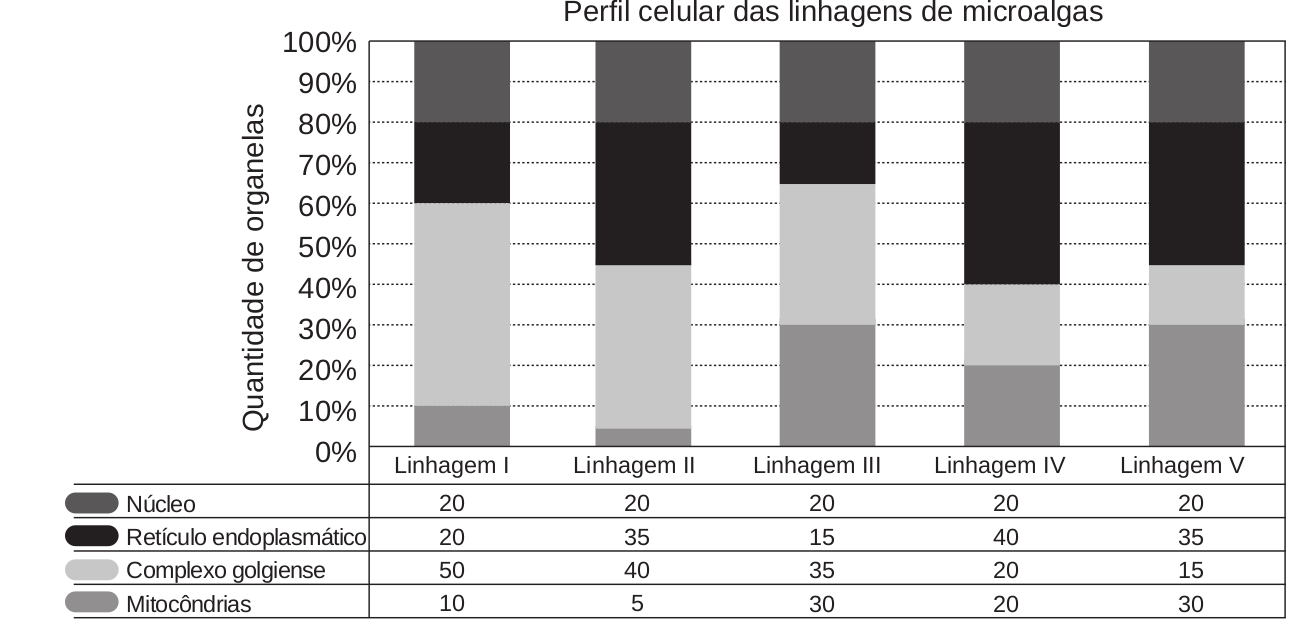 Perfil celular das linhagens de microalgas
Quantidade de organelas
100%
90%
80%
70%
60%
50%
40%
30%
20%
10%
0%
Linhagem I Linhagem II Linhagem III Linhagem IV Linhagem V
Núcleo 20 20 20 20 20
Retículo endoplasmático 20 35 15 40 35
Complexo golgiense 50 40 35 20 15
Mitocôndrias 10 5 30 20 30